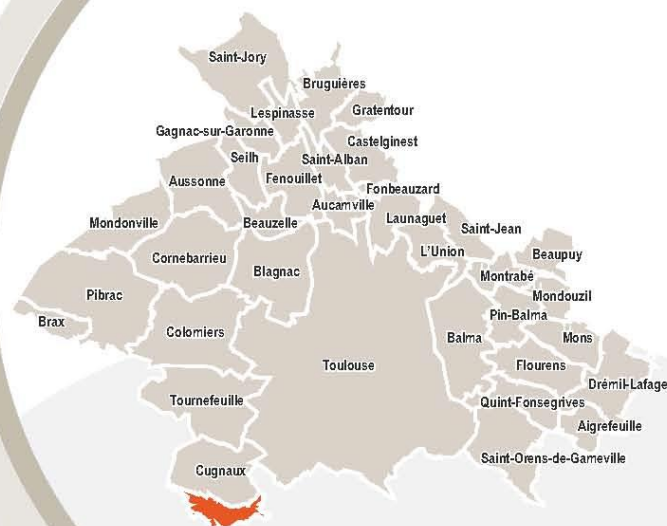 Saint-Jory
Bruguières
Lespinasse
Gratentour
Gagnac-sur-Garonne
Castelginest
Seilh
Saint-Alban
Aussonne
Fenouillet
Fonbeauzard
Aucamville
Launaguet
Mondonville
Beauzelle
Saint-Jean
L'Union
Beaupuy
Cornebarrieu
Blagnac
Montrabé
Pibrac
Mondouzil
Brax
Pin-Balma
Colomiers
Balma
Mons
Toulouse
Flourens
Drémil-Lafage
Tournefeuille
Quint-Fonsegrives
Aigrefeuille
Saint-Orens-de-Gameville
Cugnaux